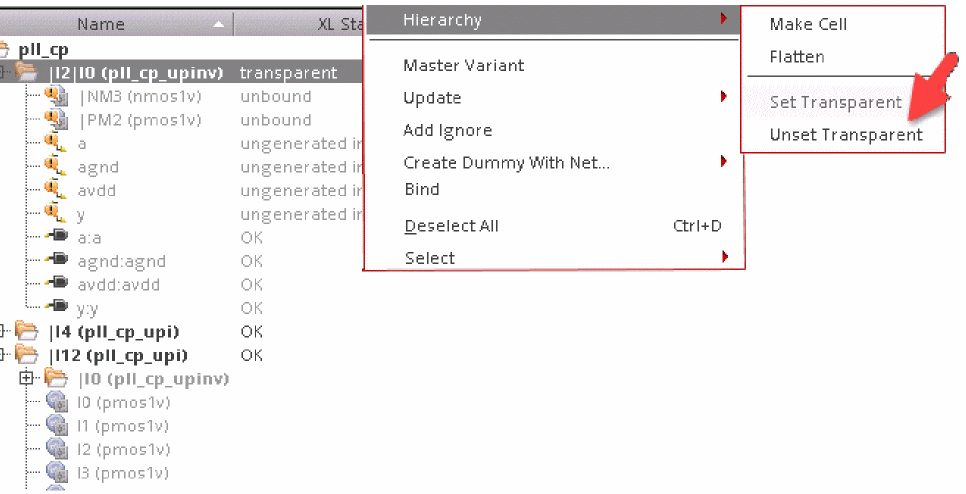 Name XL Sta
pll_cp
|I2|I0 (pll_cp_upinv) transparent
|NM3 (nmos1v) unbound
|PM2 (pmos1v) unbound
a ungenerated in
agnd ungenerated in
avdd ungenerated in
y ungenerated in
a:a OK
agnd:agnd OK
avdd:avdd OK
y:y OK
|I4 (pll_cp_upi) OK
|I12 (pll_cp_upi) OK
|I0 (pll_cp_upinv)
I0 (pmos1v)
I1 (pmos1v)
I2 (pmos1v)
I3 (pmos1v)
Hierarchy
Master Variant
Update
Add Ignore
Create Dummy With Net...
Bind
Deselect All Ctrl+D
Select
Make Cell
Flatten
Set Transparent
Unset Transparent